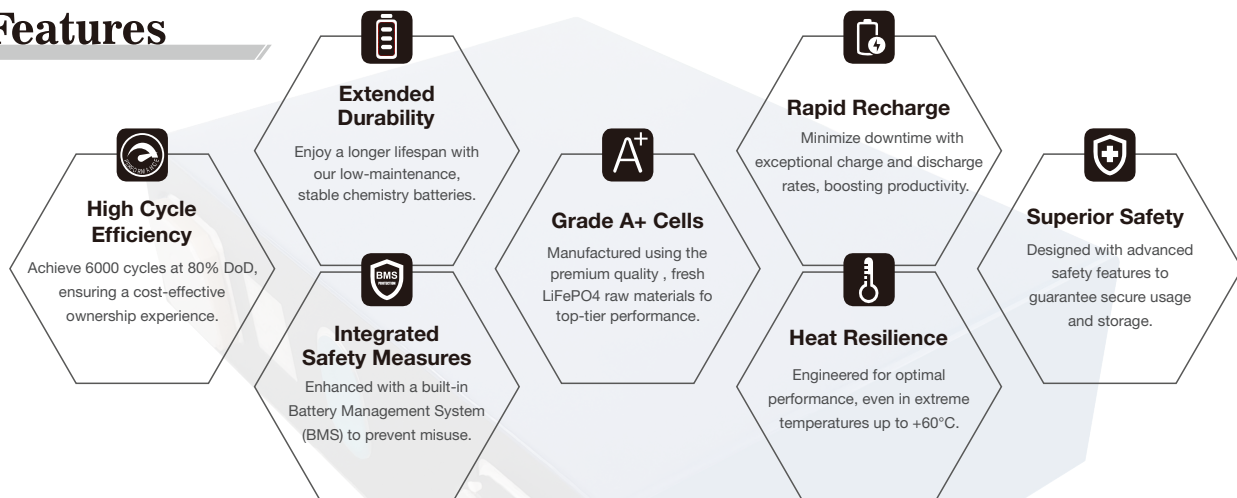 Features
High Cycle
Efficiency
Achieve 6000 cycles at 80% DoD,
ensuring a cost-effective
ownership experience.
Extended
Durability
Enjoy a longer lifespan with
our low-maintenance,
stable chemistry batteries.
BMS
PROTECTION
Integrated
Safety Measures
Enhanced with a built-in
Battery Management System
(BMS) to prevent misuse.
A+
Grade A+ Cells
Manufactured using the
premium quality , fresh
LiFePO4 raw materials fo
top-tier performance.
Rapid Recharge
Minimize downtime with
exceptional charge and discharge
rates, boosting productivity.
Heat Resilience
Engineered for optimal
performance, even in extreme
temperatures up to +60°C.
Superior Safety
Designed with advanced
safety features to
guarantee secure usage
and storage.